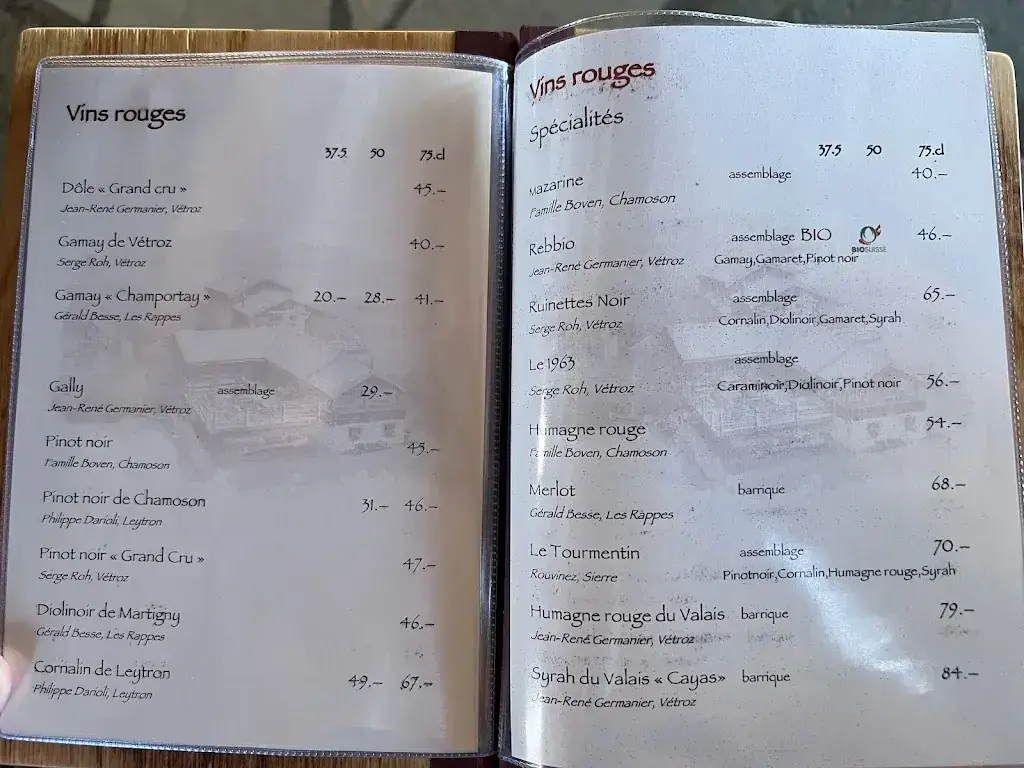 Vins rouges
37.5 50 75.cl
Dôle « Grand cru » 45.–
Jean-René Germanier, Vétroz
Gamay de Vétroz 40.–
Serge Roh, Vétroz
Gamay « Champortay » 20.– 28.– 41.–
Gérald Besse, Les Rappes
Gally assemblage 29.–
Jean-René Germanier, Vétroz
Pinot noir 45.–
Famille Boven, Chamoson
Pinot noir de Chamoson 31.– 46.–
Philippe Darioli, Leytron
Pinot noir « Grand Cru » 47.–
Serge Roh, Vétroz
Diolinoir de Martigny 46.–
Gérald Besse, Les Rappes
Cornalin de Leytron 49.– 67.–
Philippe Darioli, Leytron
Vins rouges
Spécialités
37.5 50 75.cl
Mazarine assemblage 40.–
Famille Boven, Chamoson
Rebbio assemblage BIO BIOSUISSE 46.–
Jean-René Germanier, Vétroz Gamay,Gamaret,Pinot noir
Ruinettes Noir assemblage 65.–
Serge Roh, Vétroz Cornalin,Diolinoir,Gamaret,Syrah
Le 1963 assemblage
Serge Roh, Vétroz Caraminoir,Diolinoir,Pinot noir 56.–
Humagne rouge 54.–
Famille Boven, Chamoson
Merlot barrique 68.–
Gérald Besse, Les Rappes
Le Tourmentin assemblage 70.–
Rouvinez, Sierre Pinotnoir,Cornalin,Humagne rouge,Syrah
Humagne rouge du Valais barrique 79.–
Jean-René Germanier, Vétroz
Syrah du Valais « Cayas» barrique 84.–
Jean-René Germanier, Vétroz